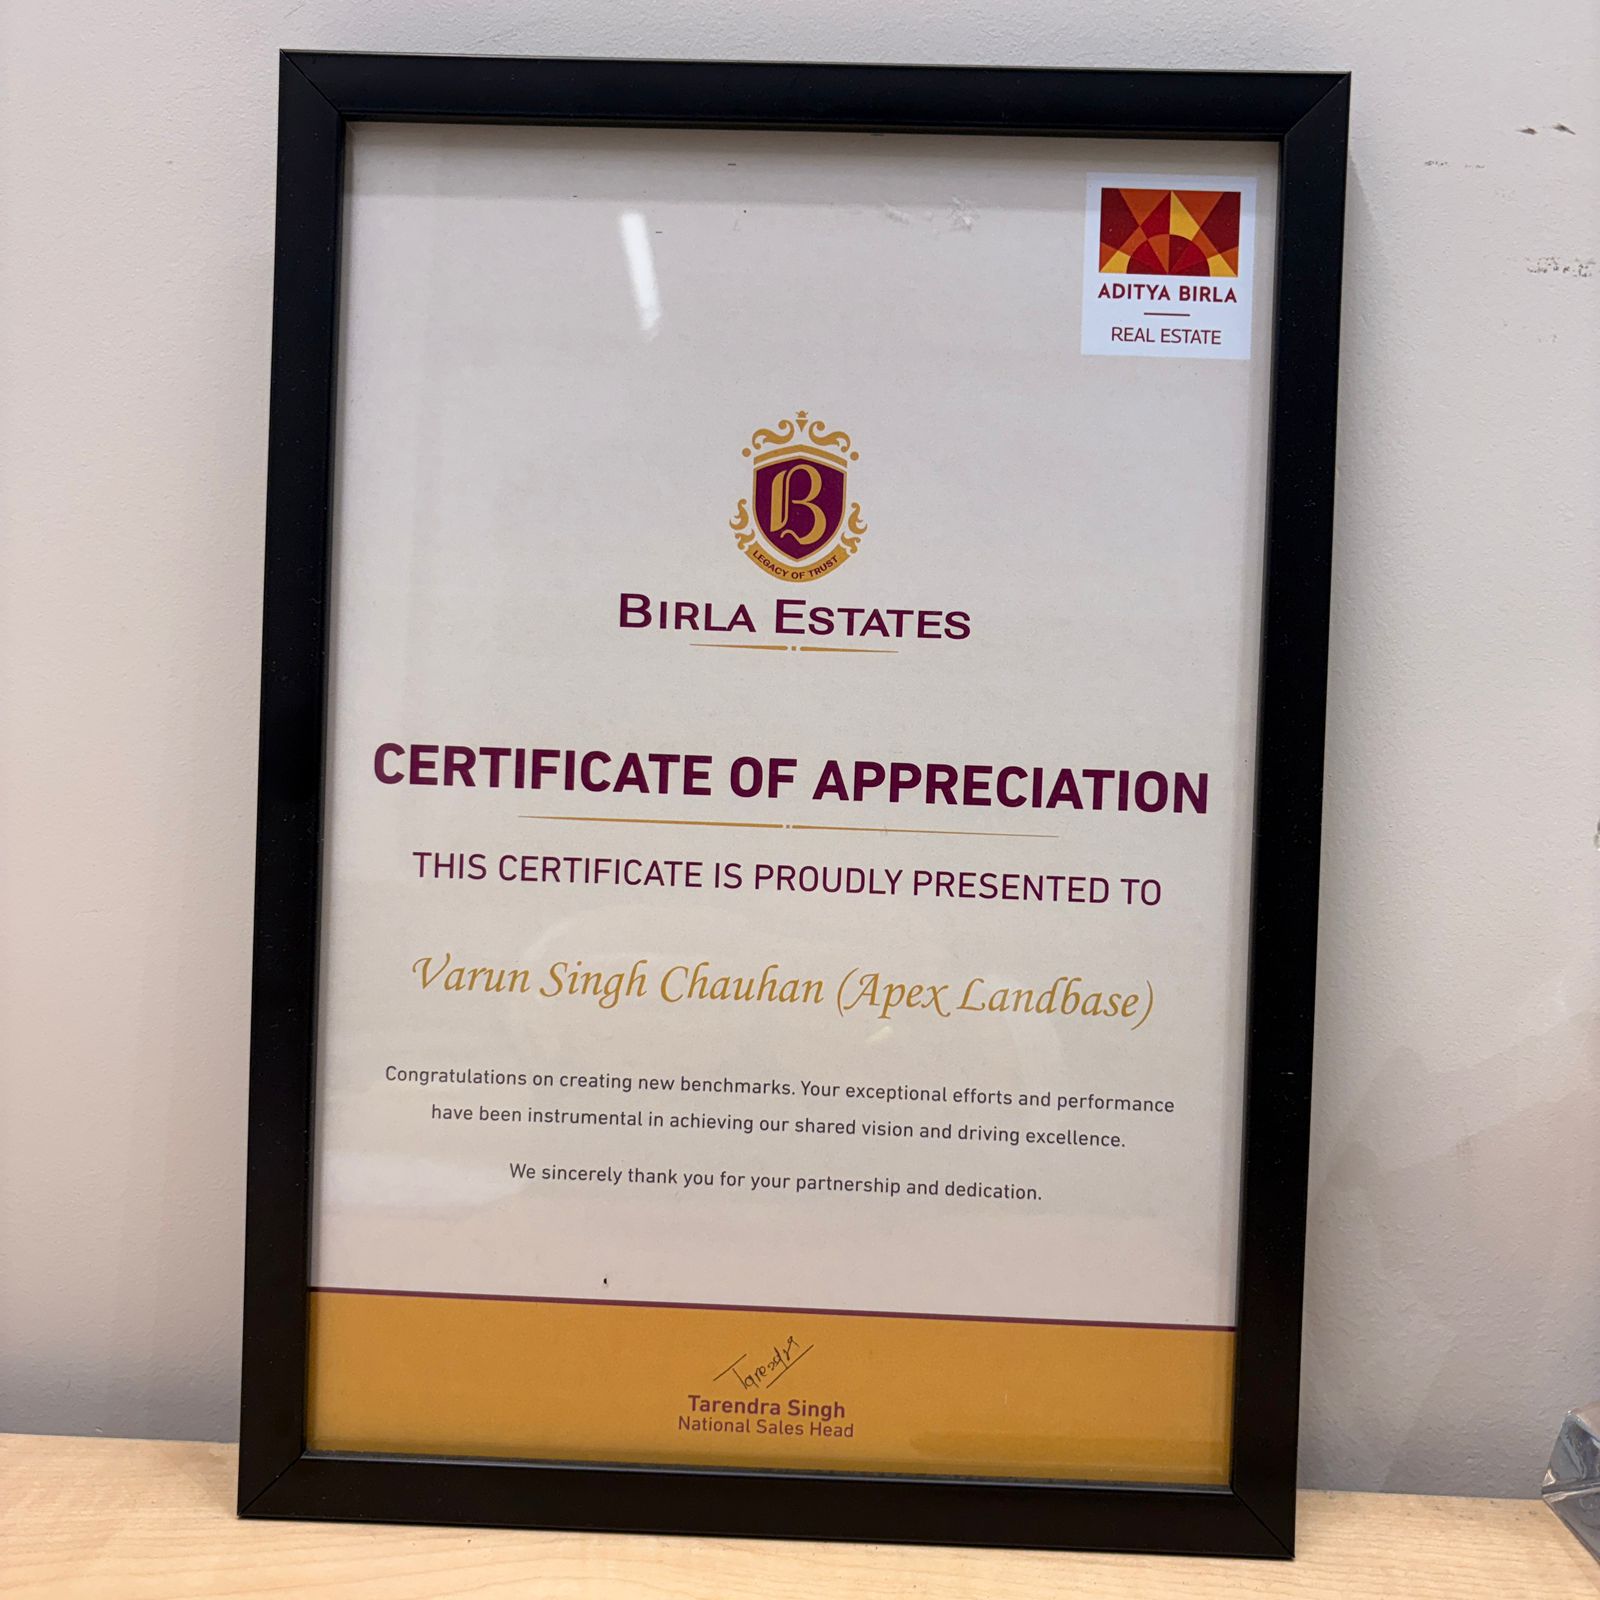 ADITYA BIRLA
REAL ESTATE
B
LEGACY OF TRUST
BIRLA ESTATES
CERTIFICATE OF APPRECIATION
THIS CERTIFICATE IS PROUDLY PRESENTED TO
Varun Singh Chauhan (Apex Landbase)
Congratulations on creating new benchmarks. Your exceptional efforts and performance
have been instrumental in achieving our shared vision and driving excellence.
We sincerely thank you for your partnership and dedication.
Tarendra Singh
National Sales Head